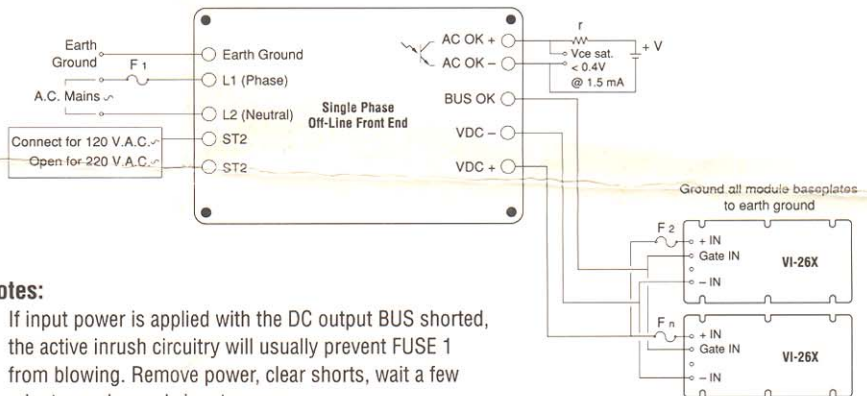 Earth
Ground
F 1
A.C. Mains
Connect for 120 V.A.C.
Open for 220 V.A.C.
Earth Ground
L1 (Phase)
L2 (Neutral)
ST2
ST2
Single Phase
Off-Line Front End
AC OK +
AC OK –
BUS OK
VDC –
VDC +
r
Vce sat.
< 0.4V
@ 1.5 mA
+ V
Ground all module baseplates
to earth ground
F 2
+ IN
Gate IN
– IN
VI-26X
F n
+ IN
Gate IN
– IN
VI-26X
otes:
If input power is applied with the DC output BUS shorted,
the active inrush circuitry will usually prevent FUSE 1
from blowing. Remove power, clear shorts, wait a few